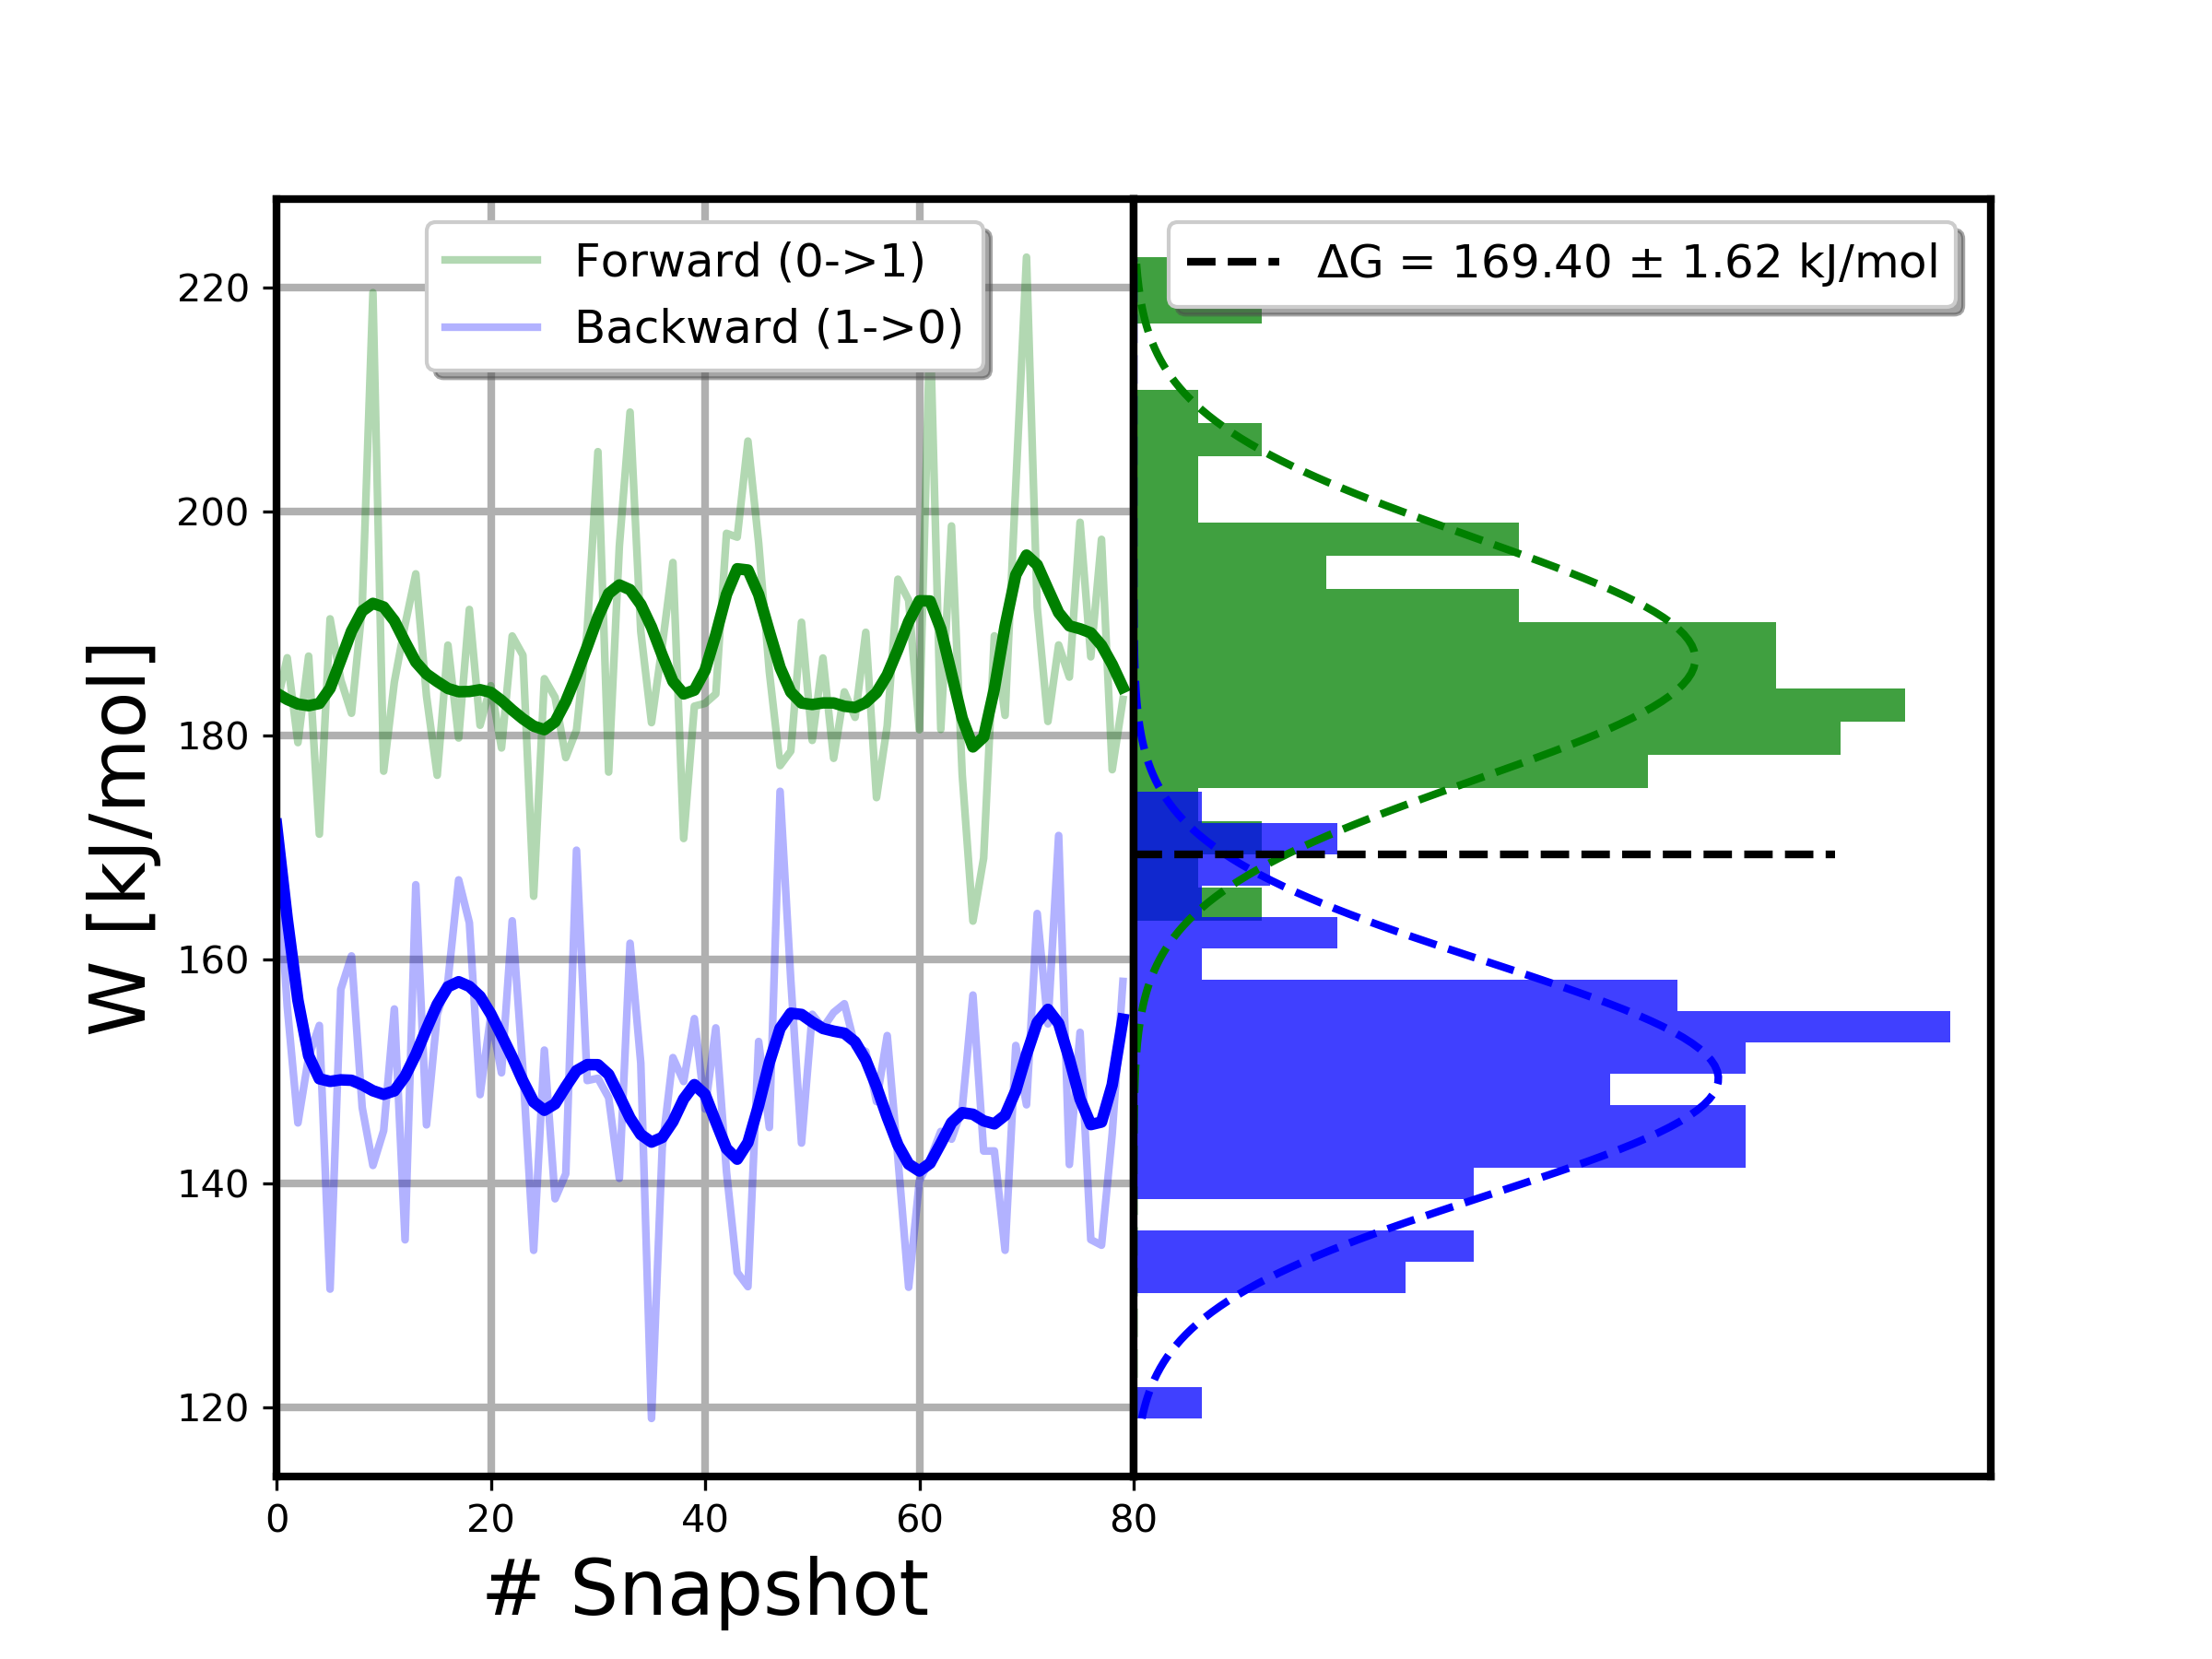 Forward (0->1)
Backward (1->0)
ΔG = 169.40 ± 1.62 kJ/mol
W [kJ/mol]
220
200
180
160
140
120
0 20 40 60 80
# Snapshot